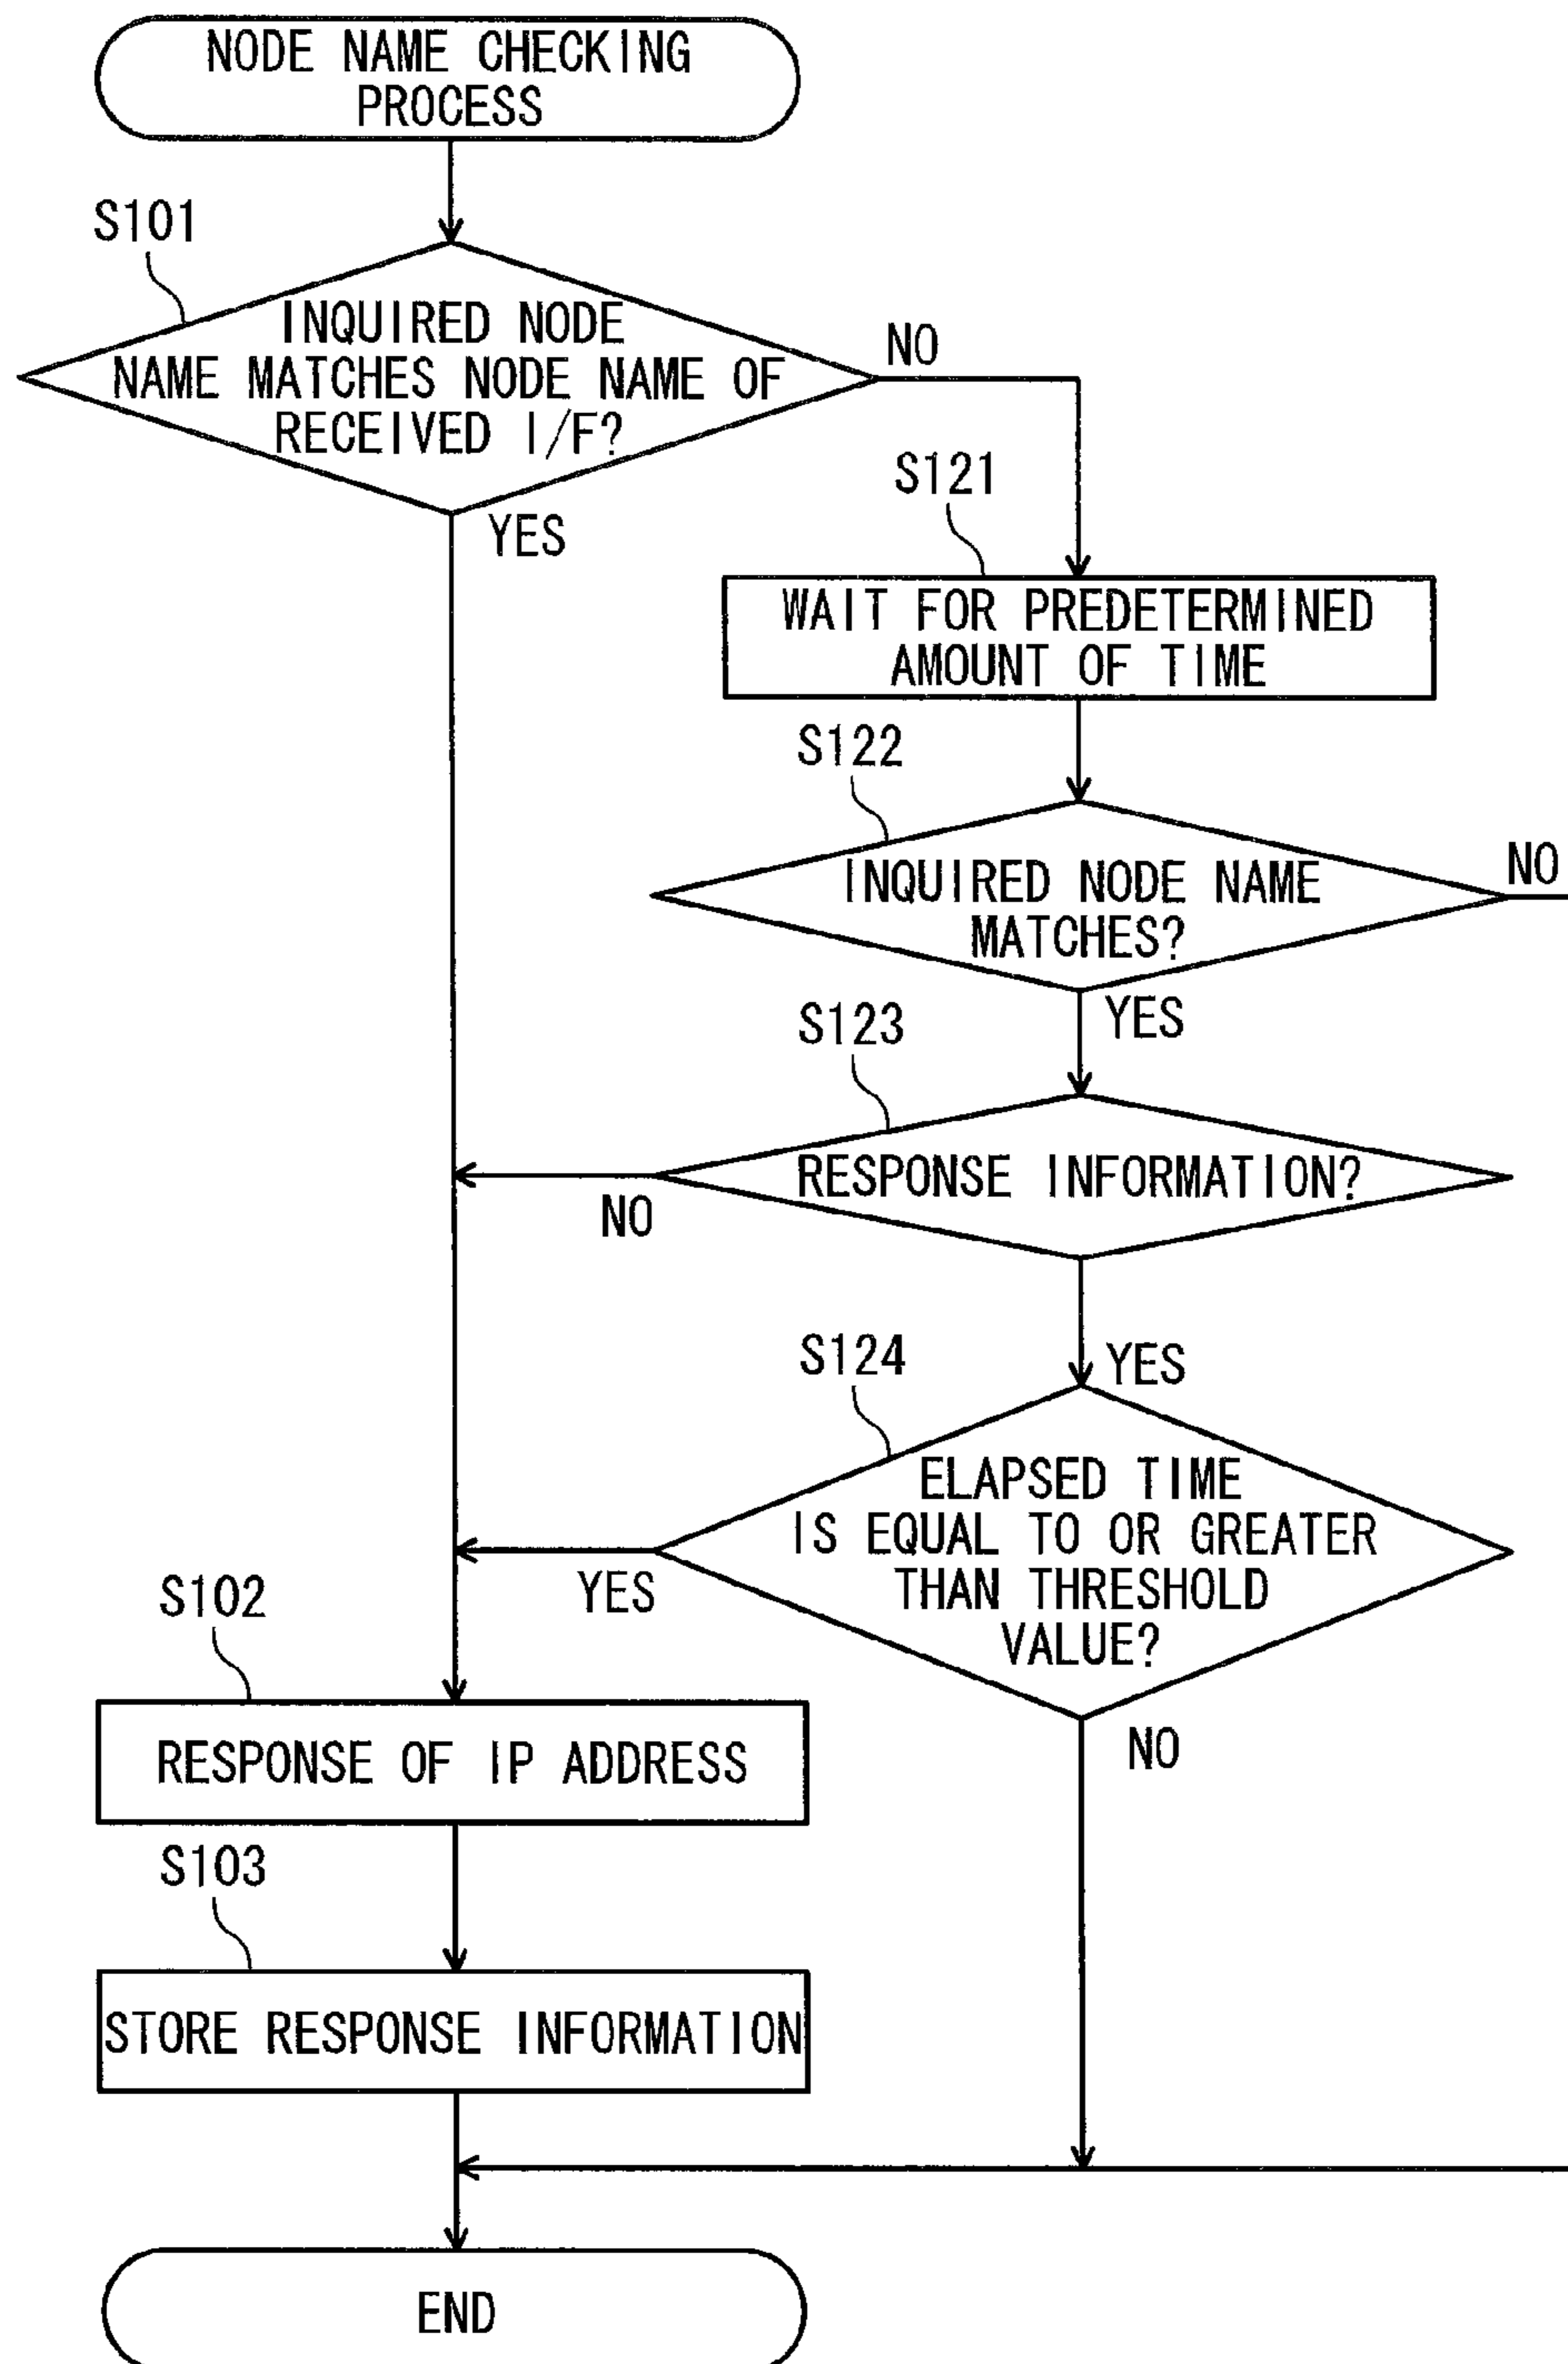 NODE NAME CHECKING
PROCESS
S101
INQUIRED NODE
NAME MATCHES NODE NAME OF
RECEIVED I/F?
NO
YES
S121
WAIT FOR PREDETERMINED
AMOUNT OF TIME
S122
INQUIRED NODE NAME
MATCHES?
NO
YES
S123
RESPONSE INFORMATION?
NO
YES
S124
ELAPSED TIME
IS EQUAL TO OR GREATER
THAN THRESHOLD
VALUE?
YES
NO
S102
RESPONSE OF IP ADDRESS
S103
STORE RESPONSE INFORMATION
END